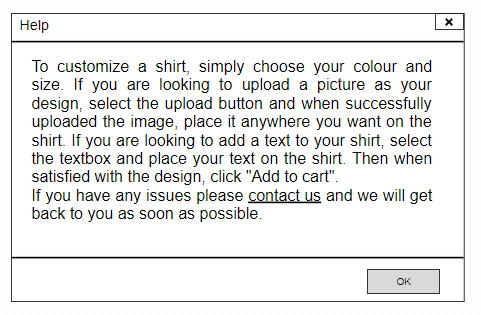 Help
To customize a shirt, simply choose your colour and
size. If you are looking to upload a picture as your
design, select the upload button and when successfully
uploaded the image, place it anywhere you want on the
shirt. If you are looking to add a text to your shirt, select
the textbox and place your text on the shirt. Then when
satisfied with the design, click "Add to cart".
If you have any issues please contact us and we will get
back to you as soon as possible.
OK